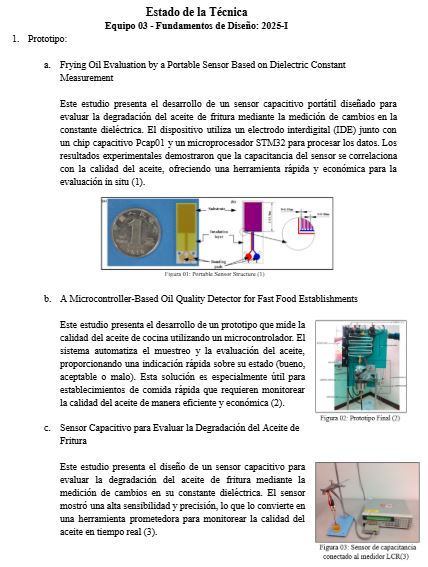 Estado de la Técnica
Equipo 03 - Fundamentos de Diseño: 2025-I
1. Prototipo:
a. Frying Oil Evaluation by a Portable Sensor Based on Dielectric Constant
Measurement
Este estudio presenta el desarrollo de un sensor capacitivo portátil diseñado para
evaluar la degradación del aceite de fritura mediante la medición de cambios en la
constante dieléctrica. El dispositivo utiliza un electrodo interdigital (IDE) junto con
un chip capacitivo Pcap01 y un microprocesador STM32 para procesar los datos. Los
resultados experimentales demostraron que la capacitancia del sensor se correlaciona
con la calidad del aceite, ofreciendo una herramienta rápida y económica para la
evaluación in situ (1).
(a)
(b)
Substrate
Insulation
layer
Bonding
pads
1
Figura 01: Portable Sensor Structure (1)
b. A Microcontroller-Based Oil Quality Detector for Fast Food Establishments
Este estudio presenta el desarrollo de un prototipo que mide la
calidad del aceite de cocina utilizando un microcontrolador. El
sistema automatiza el muestreo y la evaluación del aceite,
proporcionando una indicación rápida sobre su estado (bueno,
aceptable o malo). Esta solución es especialmente útil para
establecimientos de comida rápida que requieren monitorear
la calidad del aceite de manera eficiente y económica (2).
Figura 02: Prototipo Final (2)
c. Sensor Capacitivo para Evaluar la Degradación del Aceite de
Fritura
Este estudio presenta el diseño de un sensor capacitivo para
evaluar la degradación del aceite de fritura mediante la
medición de cambios en su constante dieléctrica. El sensor
mostró una alta sensibilidad y precisión, lo que lo convierte en
una herramienta prometedora para monitorear la calidad del
aceite en tiempo real (3).
Figura 03: Sensor de capacitancia
conectado al medidor LCR(3)